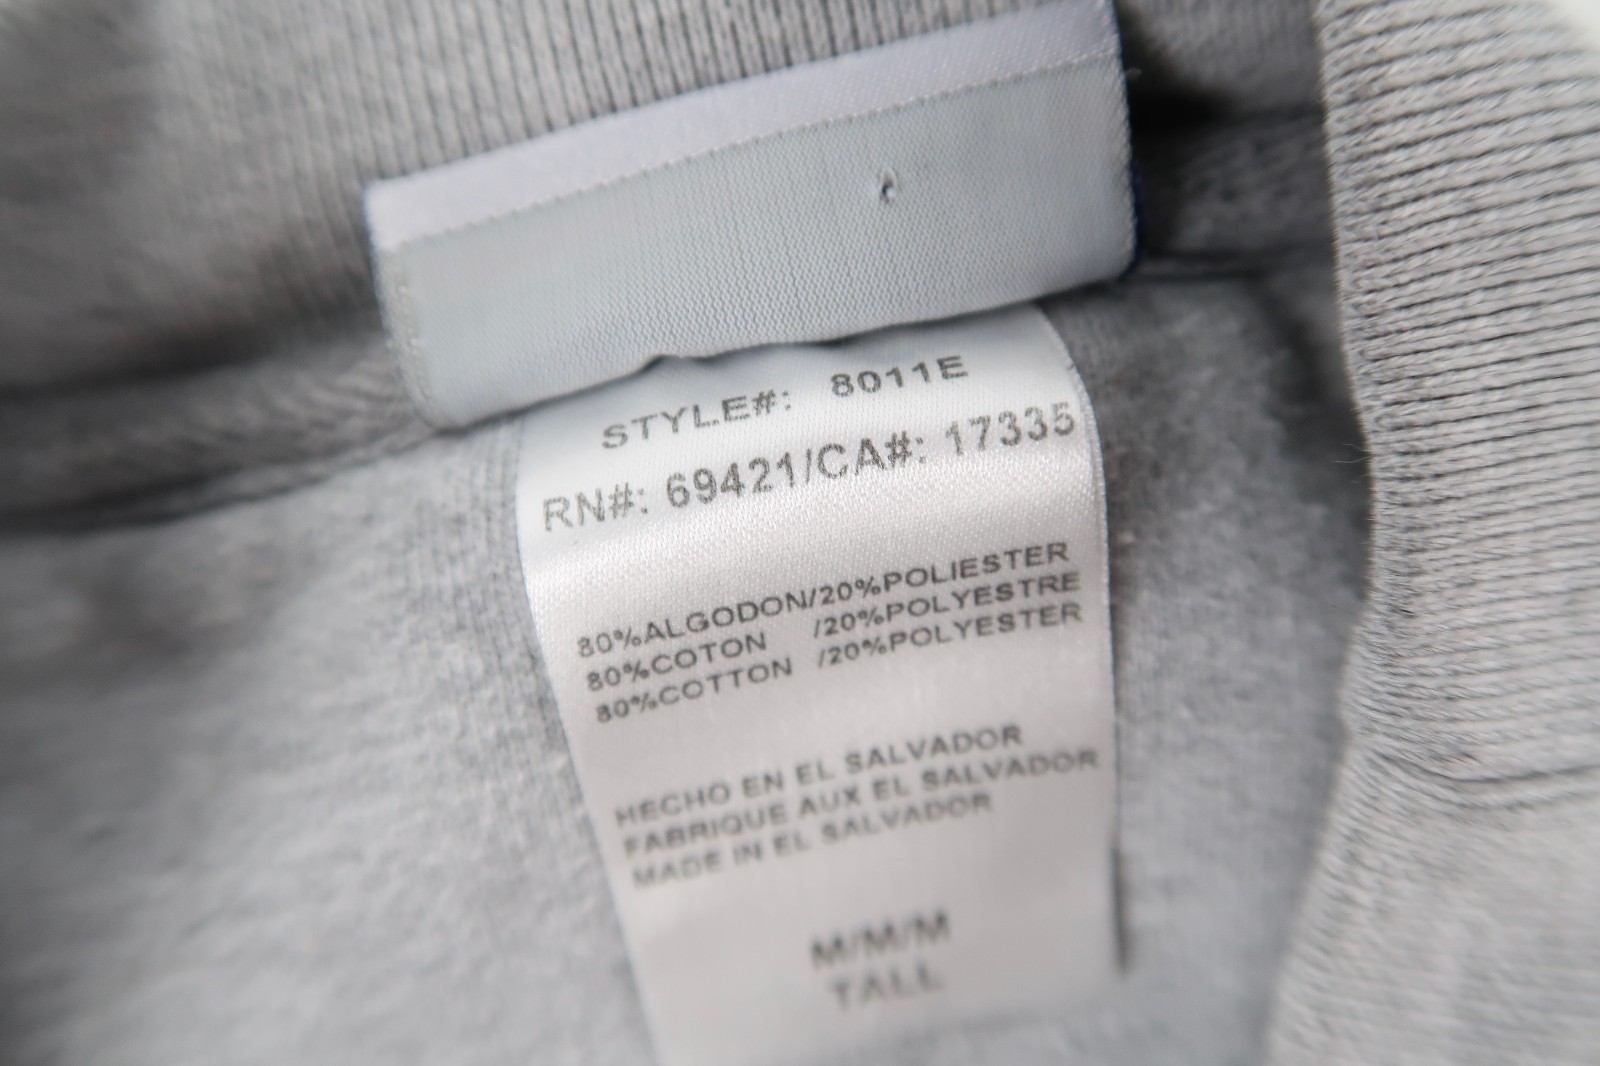 STYLE#: 8011E
RN#: 69421/CA#: 17335
80%ALGODON/20%POLIESTER
80%COTON /20%POLYESTRE
80%COTTON /20%POLYESTER
HECHO EN EL SALVADOR
FABRIQUE AUX EL SALVADOR
MADE IN EL SALVADOR
M/M/M
TALL